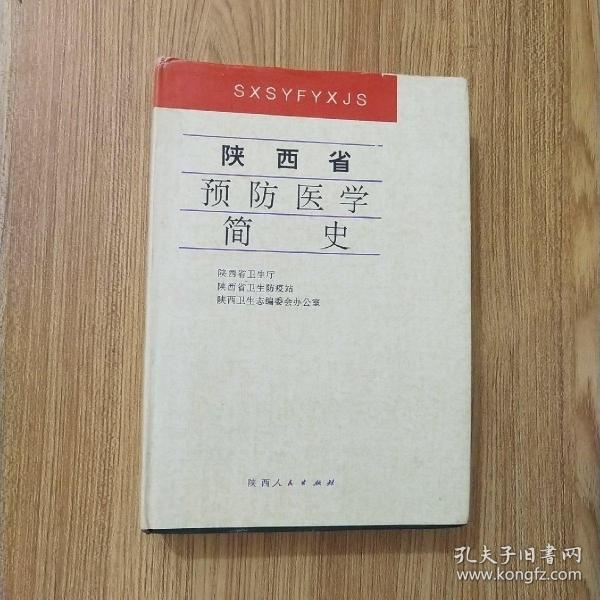 SXSYFYXJS
陕西省
预防医学
简史
陕西省卫生厅
陕西省卫生防疫站
陕西卫生志编委会办公室
陕西人民出版社
孔夫子旧书网
www.kongfz.com